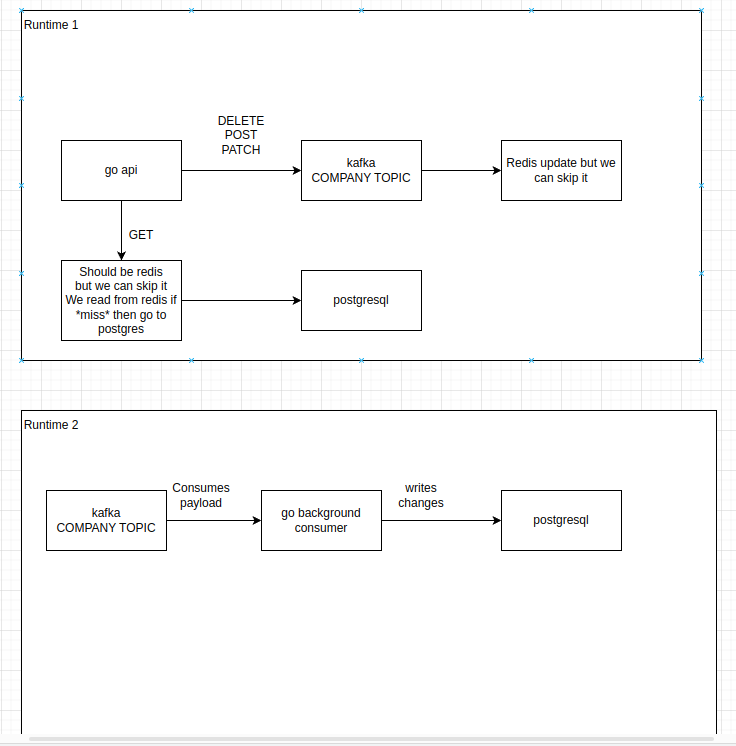 Runtime 1
DELETE
POST
PATCH
go api
kafka
COMPANY TOPIC
Redis update but we
can skip it
GET
Should be redis
but we can skip it
We read from redis if
*miss* then go to
postgres
postgresql
Runtime 2
Consumes
payload
writes
changes
kafka
COMPANY TOPIC
go background
consumer
postgresql